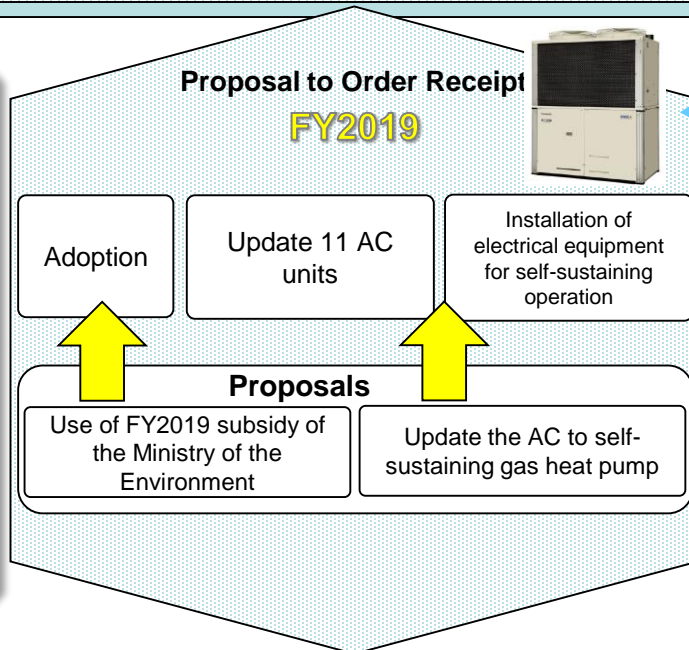 Proposal to Order Receipt
FY2019
Adoption
Update 11 AC
units
Installation of
electrical equipment
for self-sustaining
operation
Proposals
Use of FY2019 subsidy of
the Ministry of the
Environment
Update the AC to self-
sustaining gas heat pump